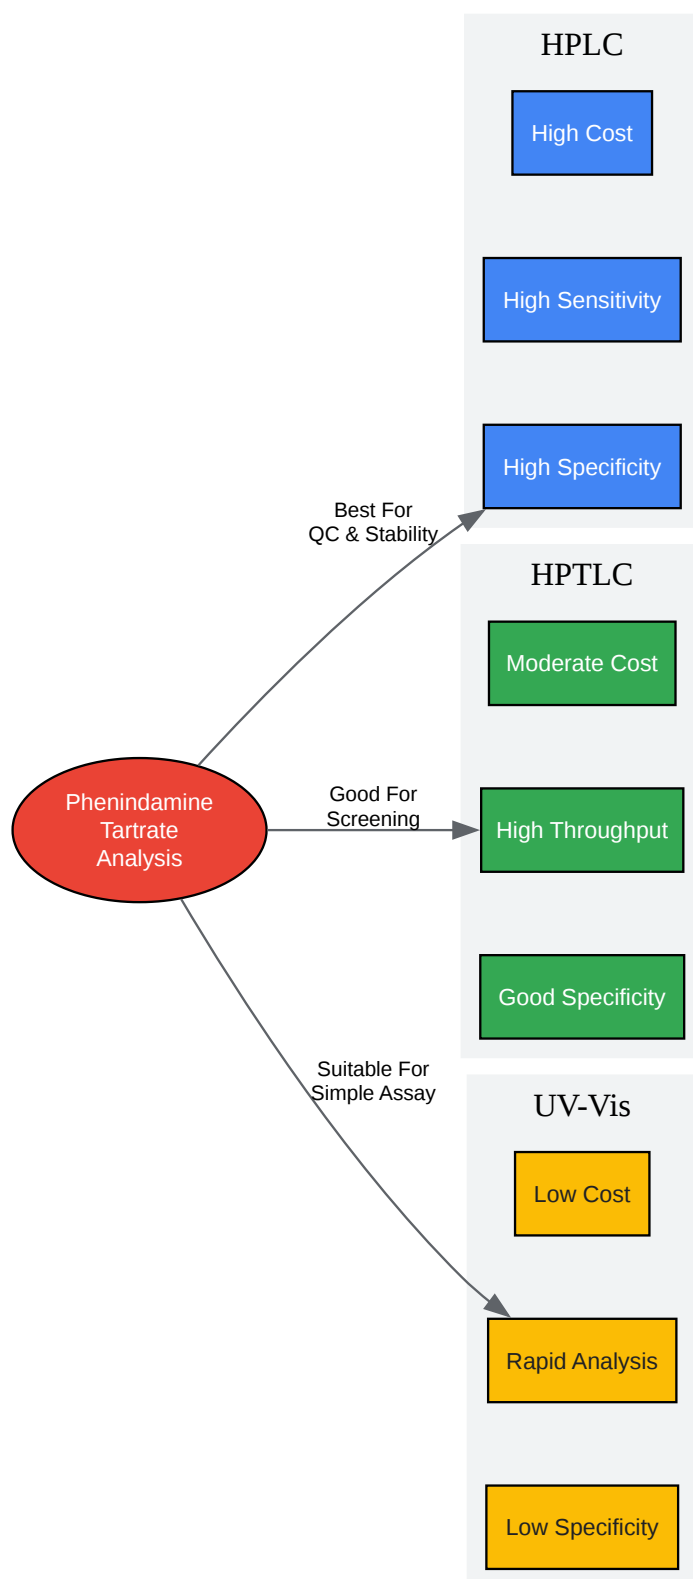 HPLC
High Cost
High Sensitivity
High Specificity
Best For
QC & Stability
HPTLC
Moderate Cost
Phenindamine
Tartrate
Analysis
Good For
Screening
High Throughput
Good Specificity
Suitable For
Simple Assay
UV-Vis
Low Cost
Rapid Analysis
Low Specificity